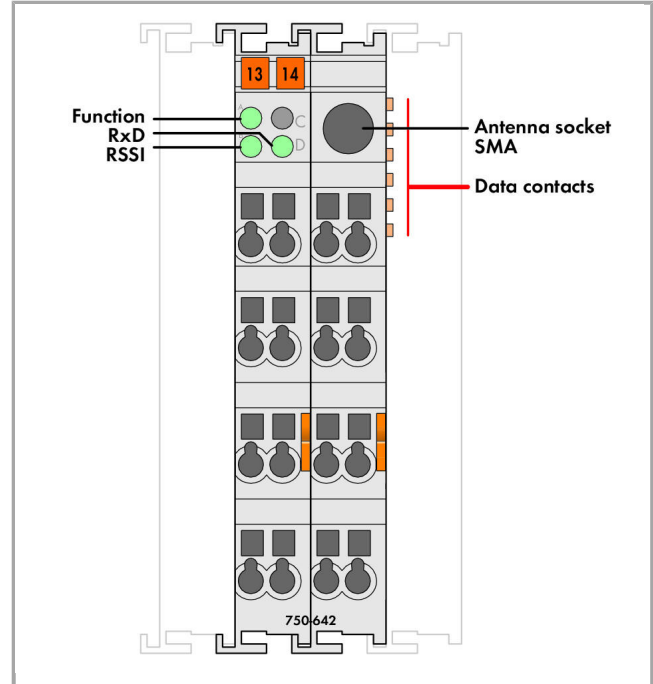 13 14
Function
RxD
RSSI
A
C
D
Antenna socket
SMA
Data contacts
750-642